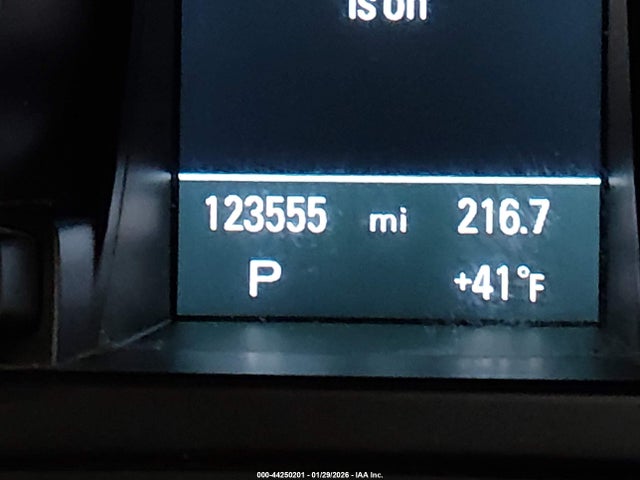 is on
123555 mi 216.7
P +41°F
000-44250201 - 01/29/2026 - IAA Inc.